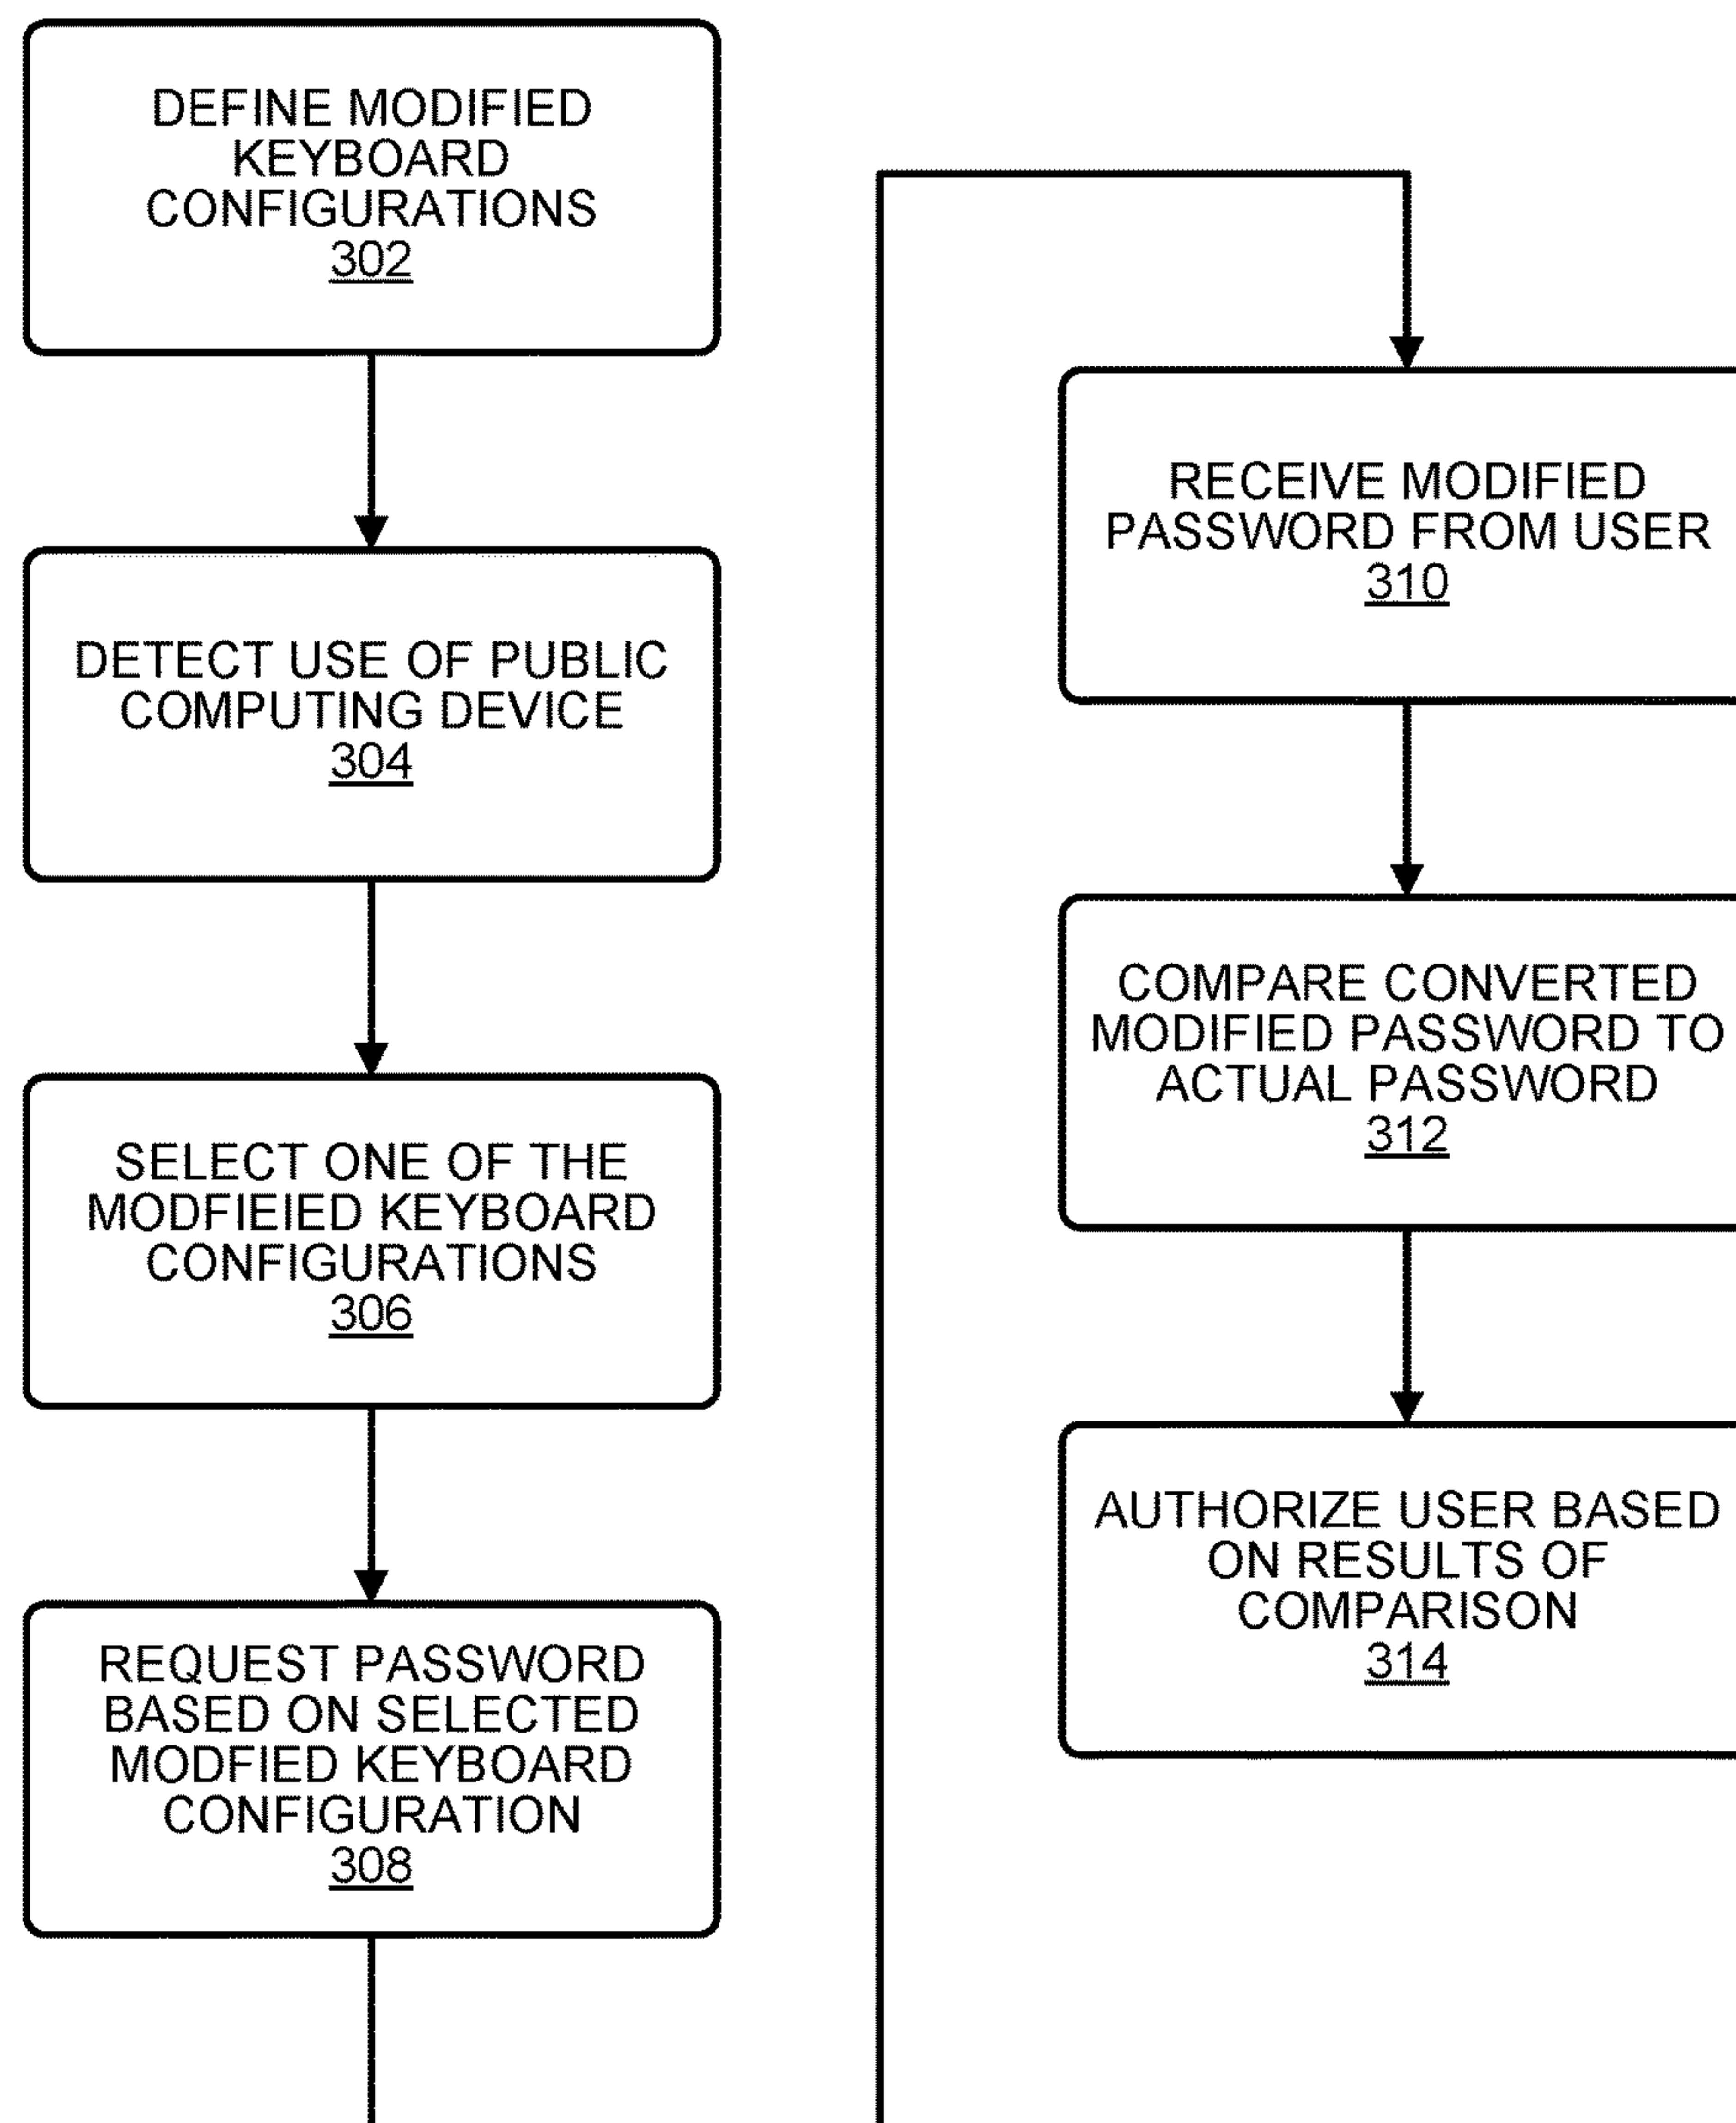 DEFINE MODIFIED
KEYBOARD
CONFIGURATIONS
302
DETECT USE OF PUBLIC
COMPUTING DEVICE
304
SELECT ONE OF THE
MODFIEIED KEYBOARD
CONFIGURATIONS
306
REQUEST PASSWORD
BASED ON SELECTED
MODFIED KEYBOARD
CONFIGURATION
308
RECEIVE MODIFIED
PASSWORD FROM USER
310
COMPARE CONVERTED
MODIFIED PASSWORD TO
ACTUAL PASSWORD
312
AUTHORIZE USER BASED
ON RESULTS OF
COMPARISON
314